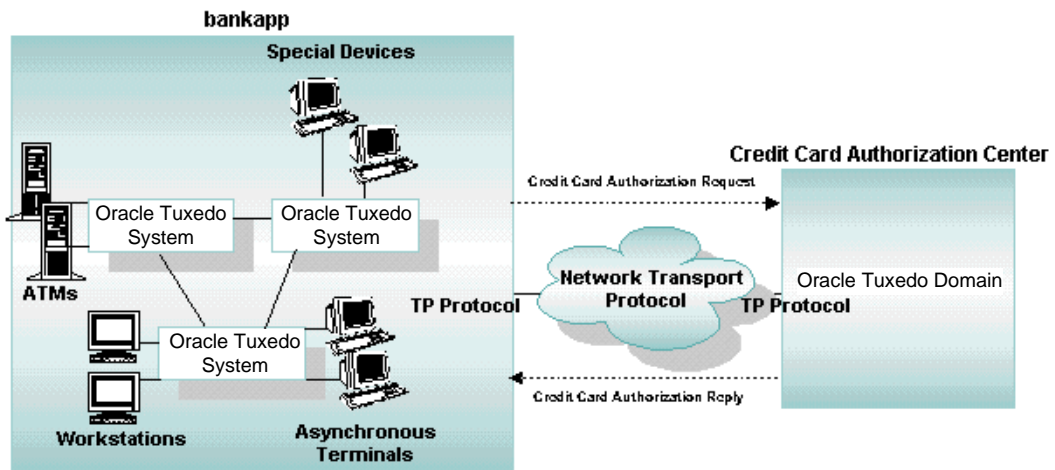 bankapp
Special Devices
Credit Card Authorization Center
Credit Card Authorization Request
Oracle Tuxedo
System
Oracle Tuxedo
System
ATMs
Network Transport
Protocol
TP Protocol
TP Protocol
Oracle Tuxedo Domain
Oracle Tuxedo
System
Credit Card Authorization Reply
Workstations
Asynchronous
Terminals